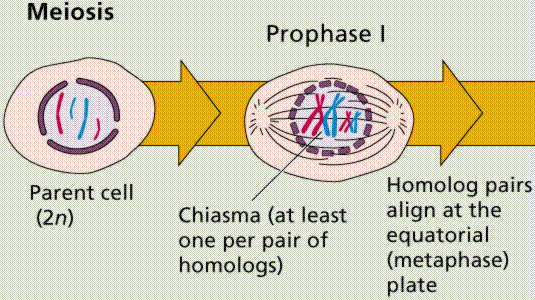 Meiosis
Prophase I
Parent cell
(2n)
Chiasma (at least
one per pair of
homologs)
Homolog pairs
align at the
equatorial
(metaphase)
plate